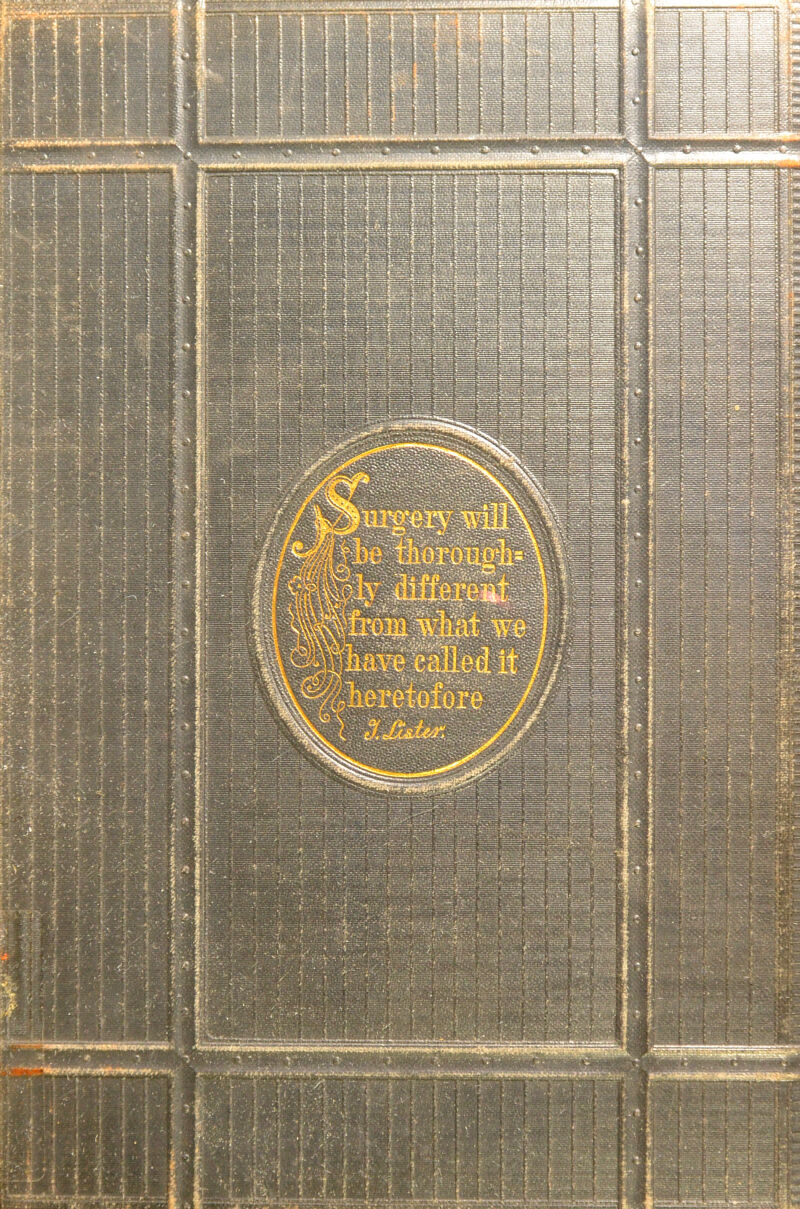 Surgery will
be thorough=
ly different
from what we
have called it
heretofore
J. Lister.